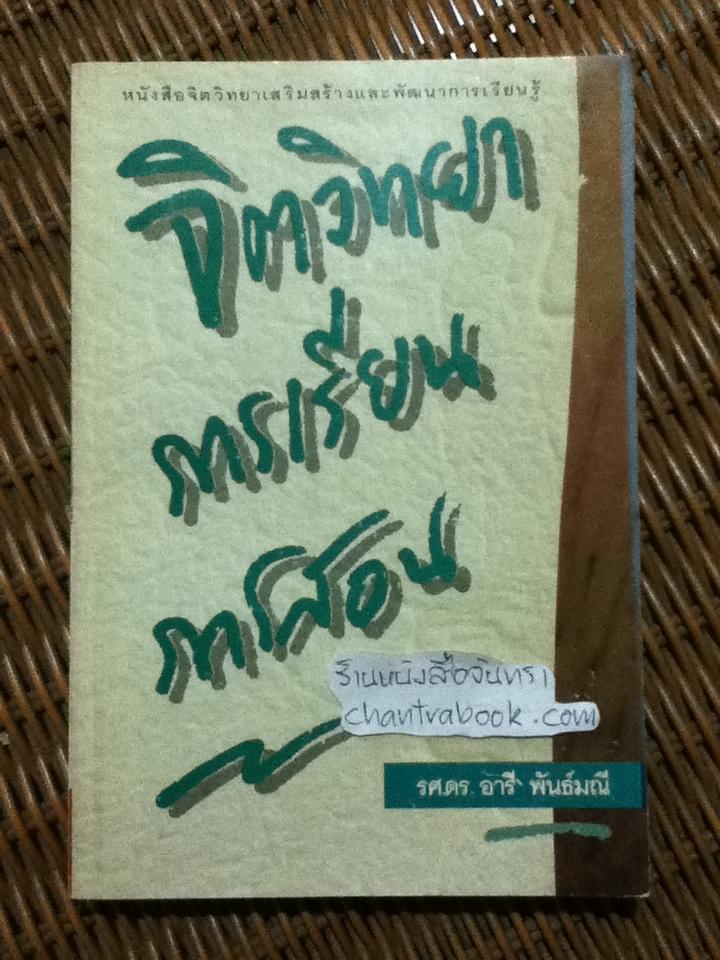 หนังสือจิตวิทยาเสริมสร้างและพัฒนาการเรียนรู้
จิตวิทยา
การเรียน
การสอน
ร้านหนังสือจันทรา
chantrabook.com
รศ.ดร. อารี พันธ์มณี